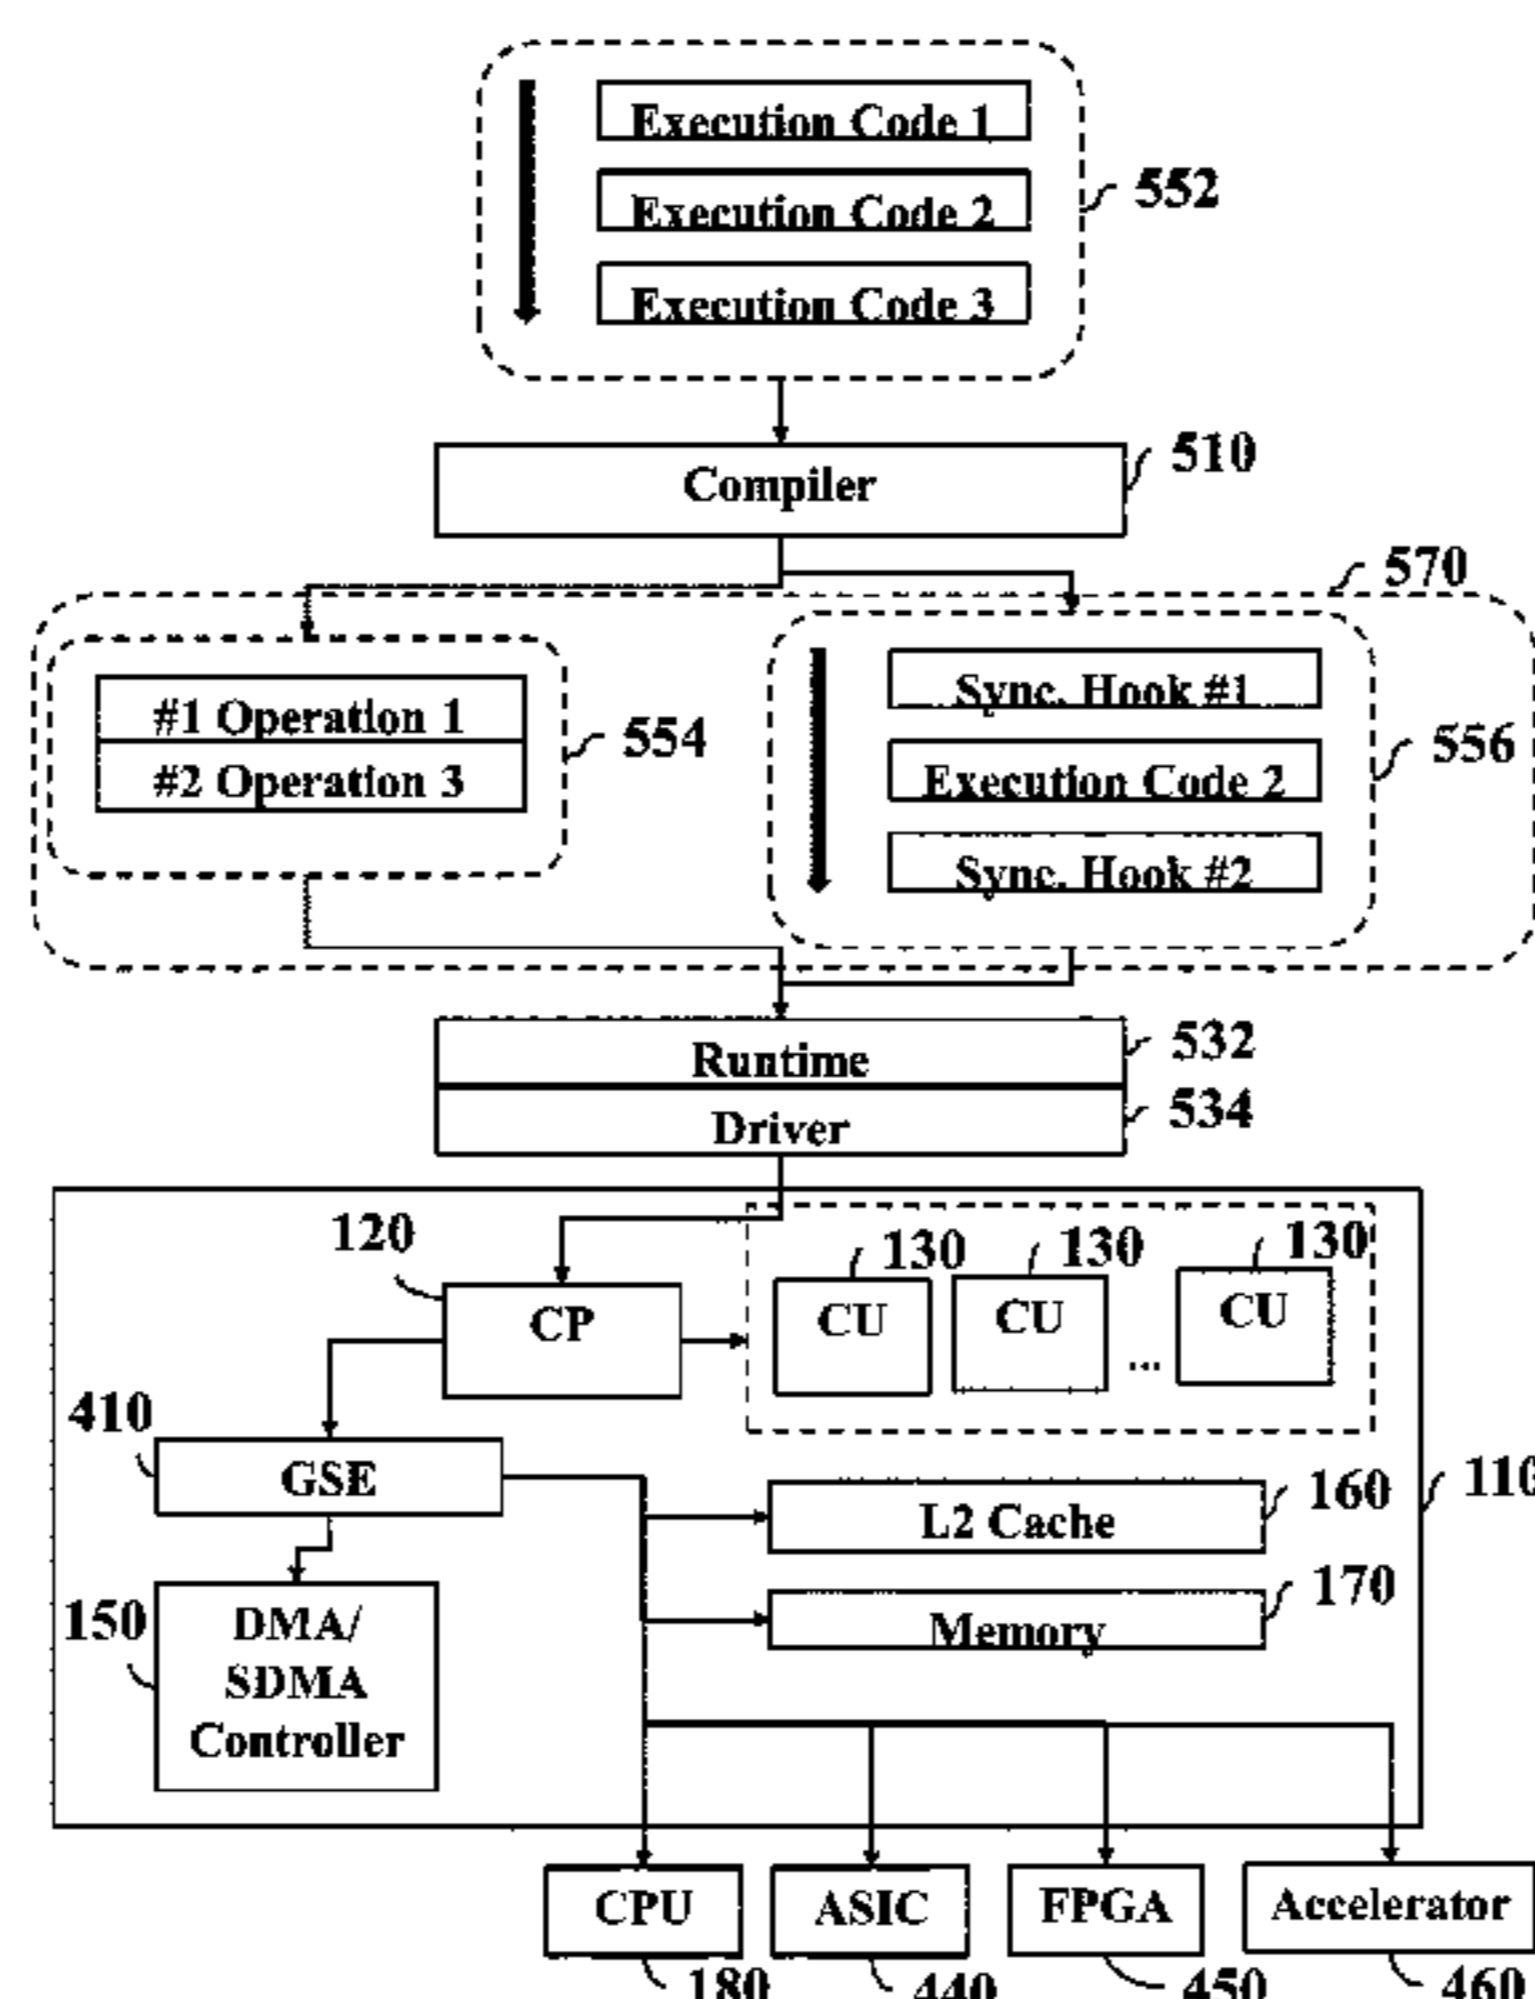 Execution Code 1
552
Execution Code 2
Execution Code 3
510
Compiler
570
Sync. Hook #1
#1 Operation 1
554
556
#2 Operation 3
Execution Code 2
Sync. Hook #2
532
Runtime
534
Driver
120
130
130
130
CP
CU
CU
CU
...
410
GSE
160
110
L2 Cache
170
150
DMA/
SDMA
Controller
Memory
CPU
ASIC
FPGA
Accelerator
180
440
450
460